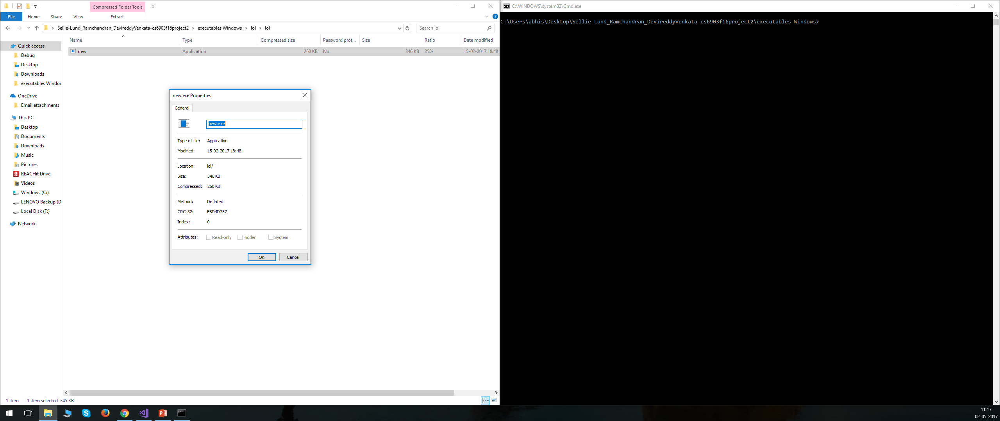 Compressed Folder Tools
lol
File
Home
Share
View
Extract
Sellie-Lund_Ramchandran_DevireddyVenkata-cs6903f16project2 › executables Windows › lol › lol
Search lol
Name
Type
Compressed size
Password prot...
Size
Ratio
Date modified
new
Application
260 KB
No
346 KB
25%
15-02-2017 18:48
Quick access
Debug
Desktop
Downloads
executables Window
OneDrive
Email attachments
This PC
Desktop
Documents
Downloads
Music
Pictures
REACHit Drive
Videos
Windows (C:)
LENOVO Backup (D
Local Disk (F:)
Network
new.exe Properties
General
new.exe
Type of file: Application
Modified: 15-02-2017 18:48
Location: lol/
Size: 346 KB
Compressed: 260 KB
Method: Deflated
CRC-32: E8D4D757
Index: 0
Attributes: Read-only Hidden System
OK
Cancel
1 item 1 item selected 345 KB
C:\WINDOWS\system32\Cmd.exe
C:\Users\abhis\Desktop\Sellie-Lund_Ramchandran_DevireddyVenkata-cs6903f16project2\executables Windows>
11:17
02-05-2017